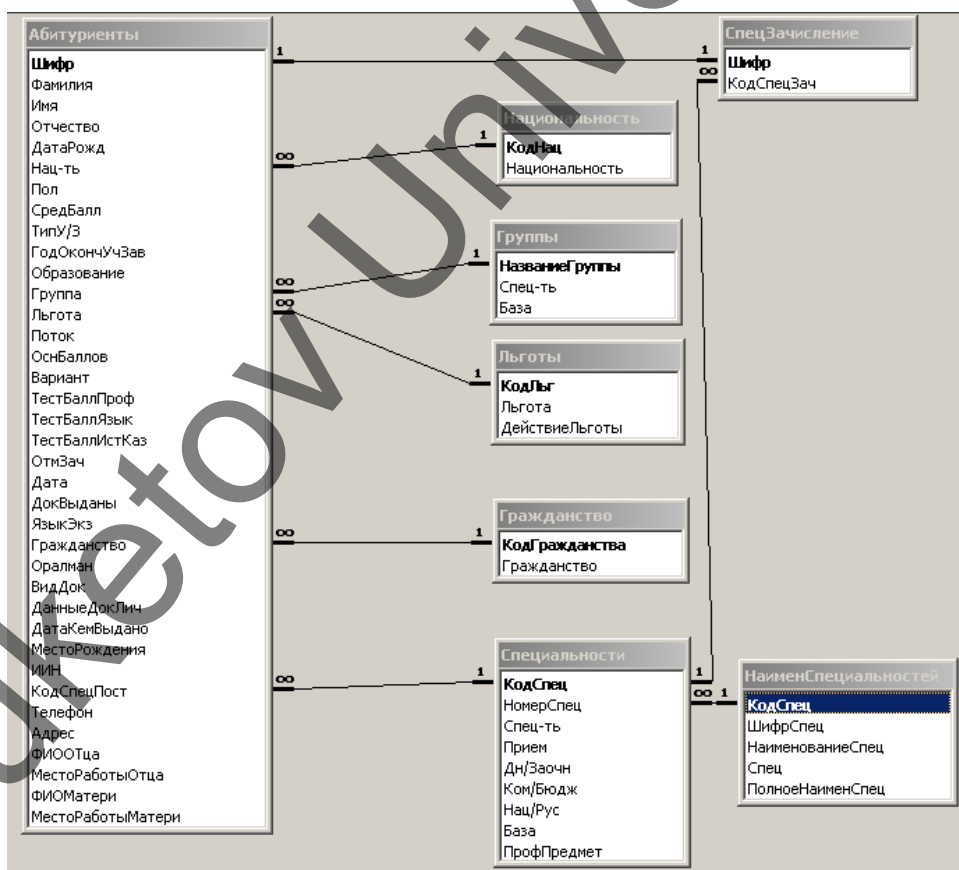 Абитуриенты
Шифр
Фамилия
Имя
Отчество
ДатаРожд
Нац-ть
Пол
СредБалл
ТипУ/З
ГодОкончУчЗав
Образование
Группа
Льгота
Поток
ОснБаллов
Вариант
ТестБаллПроф
ТестБаллЯзык
ТестБаллИстКаз
ОтмЗач
Дата
ДокВыданы
ЯзыкЭкз
Гражданство
Оралман
ВидДок
ДанныеДокЛич
ДатаКемВыдано
МестоРождения
ИИН
КодСпецПост
Телефон
Адрес
ФИООТца
МестоРаботыОтца
ФИОМатери
МестоРаботыМатери
1
∞
∞
∞
∞
∞
СпецЗачисление
1
Шифр
∞
КодСпецЗач
Национальность
1
КодНац
Национальность
Группы
1
НазваниеГруппы
Спец-ть
База
Льготы
1
КодЛьг
Льгота
ДействиеЛьготы
Гражданство
1
КодГражданства
Гражданство
Специальности
1
КодСпец
НомерСпец
Спец-ть
Прием
Дн/Заочн
Ком/Бюдж
Нац/Рус
База
ПрофПредмет
1
∞ 1
НаименСпециальностей
КодСпец
ШифрСпец
НаименованиеСпец
Спец
ПолноеНаименСпец
uketov Unive